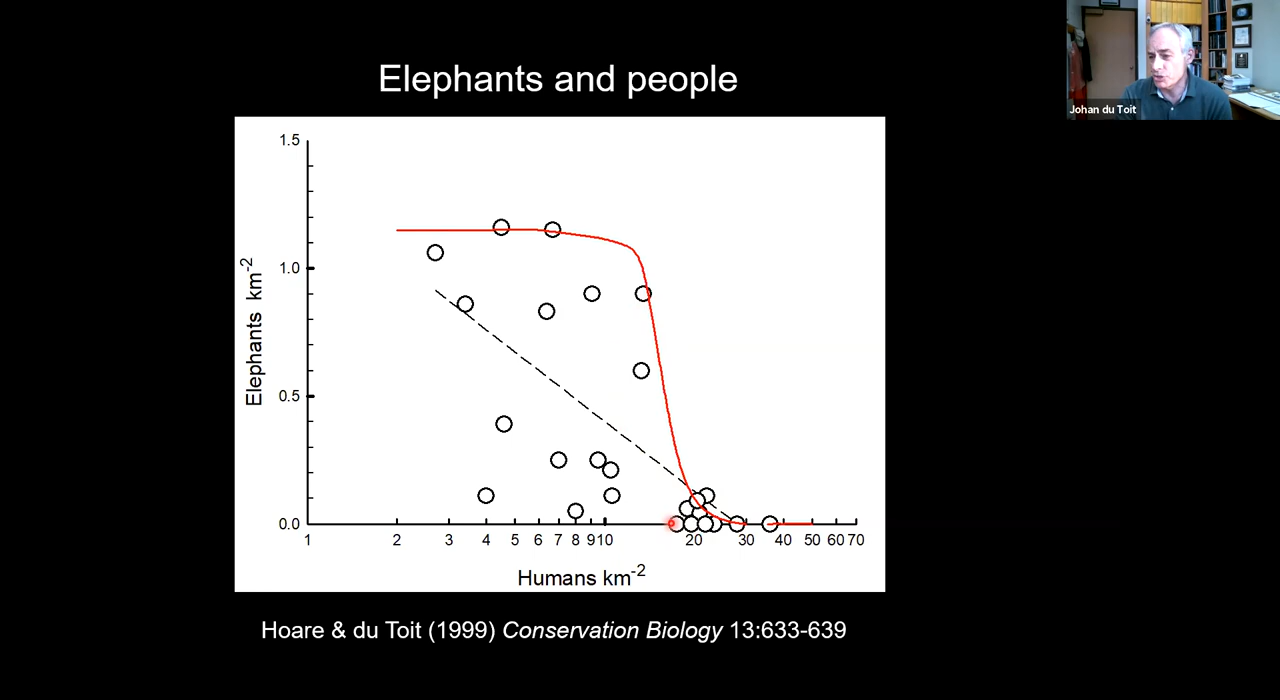 Elephants and people
Johan du Toit
1.5
1.0
0.5
0.0
Elephants km-2
1 2 3 4 5 6 7 8 9 10 20 30 40 50 60 70
Humans km-2
Hoare & du Toit (1999) Conservation Biology 13:633-639